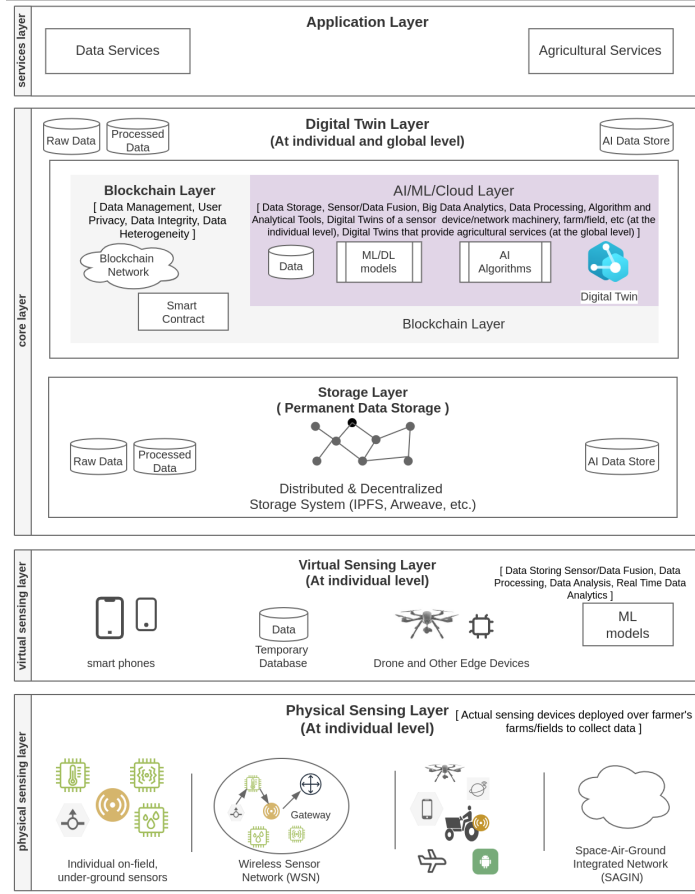 services layer
Application Layer
Data Services
Agricultural Services
core layer
Digital Twin Layer
(At individual and global level)
Raw Data
Processed
Data
AI Data Store
Blockchain Layer
[ Data Management, User
Privacy, Data Integrity, Data
Heterogeneity ]
Blockchain
Network
Smart
Contract
AI/ML/Cloud Layer
[ Data Storage, Sensor/Data Fusion, Big Data Analytics, Data Processing, Algorithm and
Analytical Tools, Digital Twins of a sensor device/network machinery, farm/field, etc (at the
individual level), Digital Twins that provide agricultural services (at the global level) ]
Data
ML/DL
models
AI
Algorithms
Digital Twin
Blockchain Layer
Storage Layer
( Permanent Data Storage )
Raw Data
Processed
Data
AI Data Store
Distributed & Decentralized
Storage System (IPFS, Arweave, etc.)
virtual sensing layer
Virtual Sensing Layer
(At individual level)
[ Data Storing Sensor/Data Fusion, Data
Processing, Data Analysis, Real Time Data
Analytics ]
smart phones
Data
Temporary
Database
Drone and Other Edge Devices
ML
models
physical sensing layer
Physical Sensing Layer
(At individual level)
[ Actual sensing devices deployed over farmer's
farms/fields to collect data ]
Individual on-field,
under-ground sensors
Gateway
Wireless Sensor
Network (WSN)
Space-Air-Ground
Integrated Network
(SAGIN)